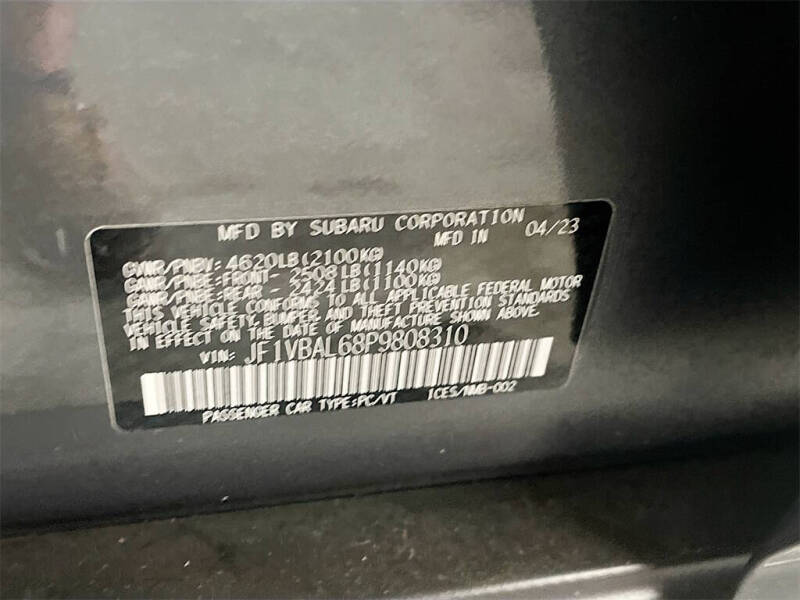 MFD BY SUBARU CORPORATION
MFD IN 04/23
GVWR/PNBV: 4620LB(2100KG)
GAWR/PNBE:FRONT- 2508LB(1140KG)
GAWR/PNBE:REAR - 2424LB(1100KG)
THIS VEHICLE CONFORMS TO ALL APPLICABLE FEDERAL MOTOR
VEHICLE SAFETY,BUMPER, AND THEFT PREVENTION STANDARDS
IN EFFECT ON THE DATE OF MANUFACTURE SHOWN ABOVE.
VIN: JF1VBAL68P9808310
PASSENGER CAR TYPE:PC/VT ICES/NMB-002